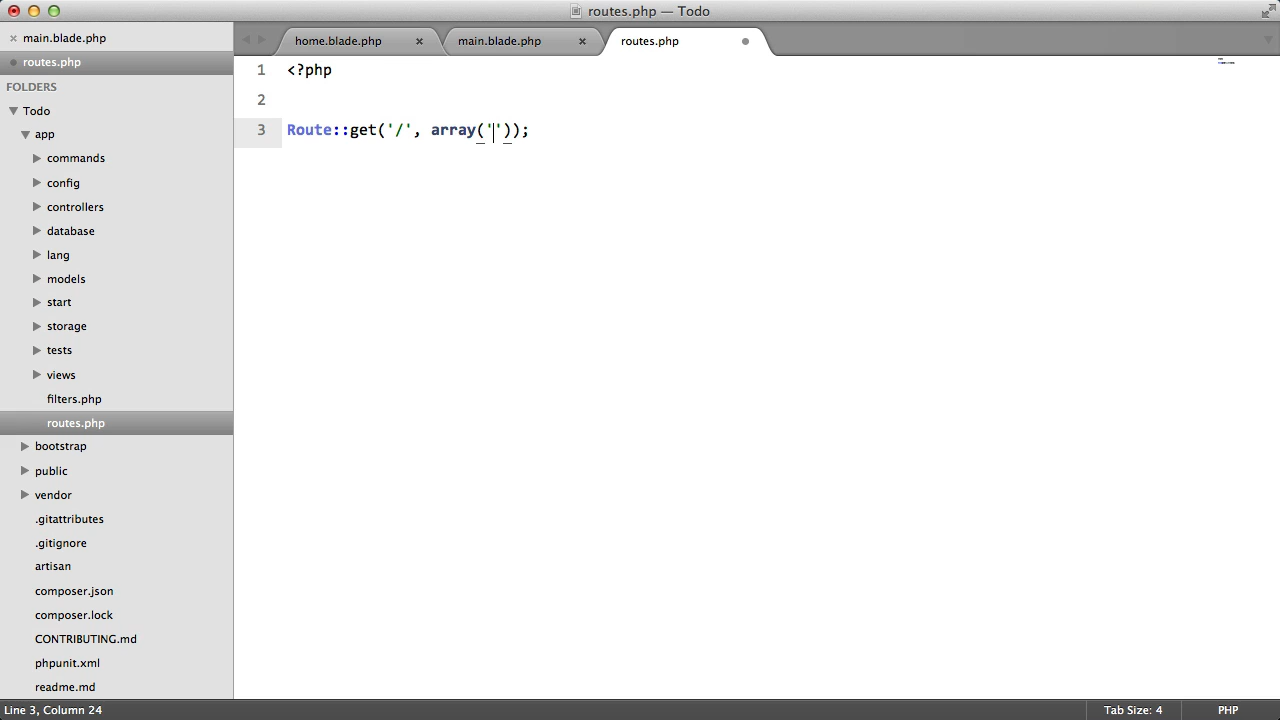 routes.php — Todo
main.blade.php
routes.php
FOLDERS
Todo
app
commands
config
controllers
database
lang
models
start
storage
tests
views
filters.php
routes.php
bootstrap
public
vendor
.gitattributes
.gitignore
artisan
composer.json
composer.lock
CONTRIBUTING.md
phpunit.xml
readme.md
home.blade.php
main.blade.php
routes.php
1 <?php
2
3 Route::get('/', array(''));
Line 3, Column 24
Tab Size: 4
PHP